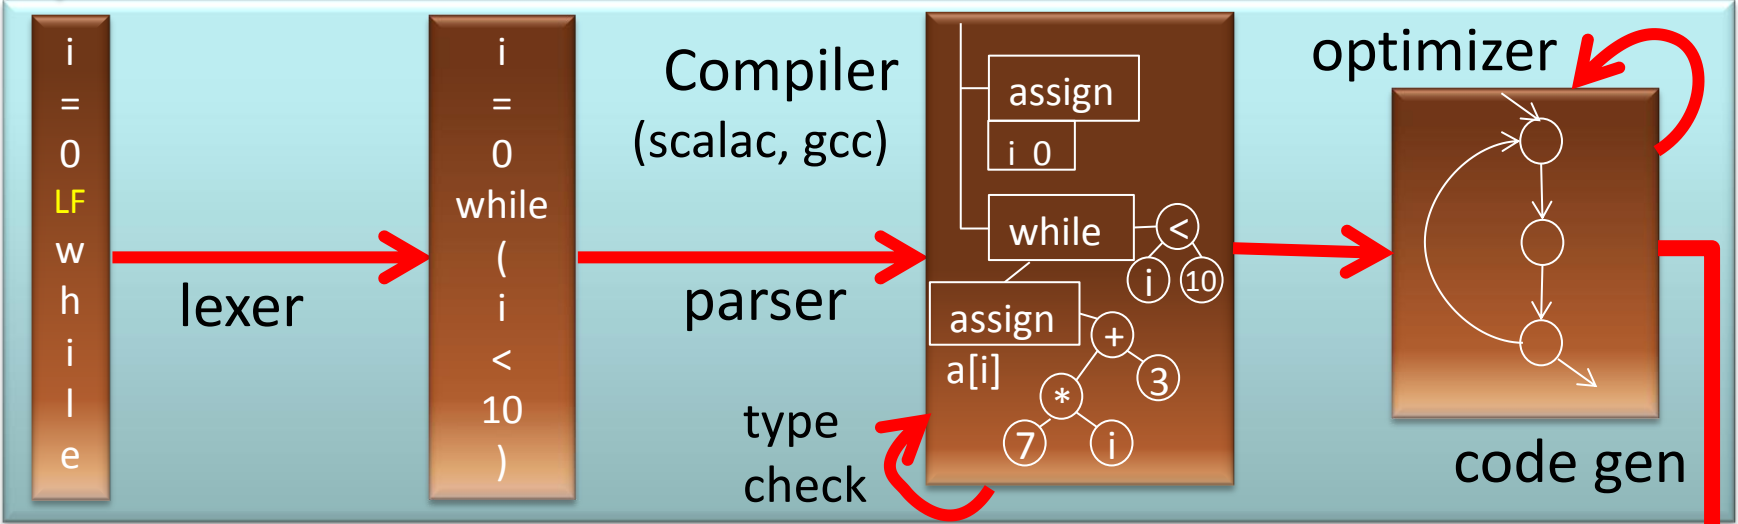 i
=
0
LF
w
h
i
l
e
lexer
i
=
0
while
(
i
<
10
)
Compiler
(scalac, gcc)
parser
type
check
assign
i 0
while
<
i
10
assign
a[i]
+
3
*
7
i
optimizer
code gen